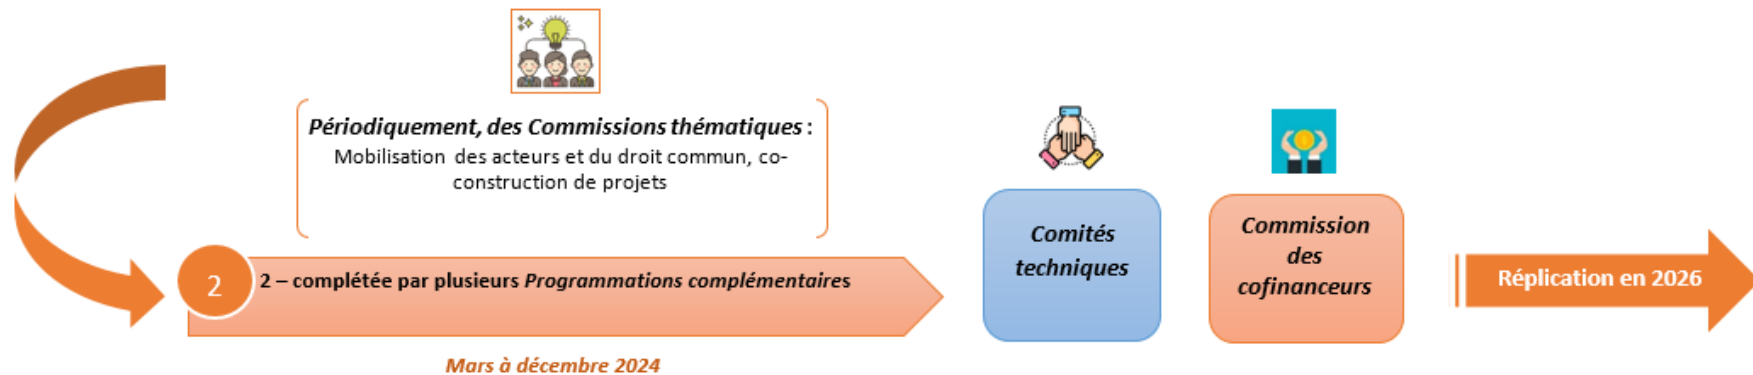 Périodiquement, des Commissions thématiques :
Mobilisation des acteurs et du droit commun, co-
construction de projets
2
2 – complétée par plusieurs Programmations complémentaires
Mars à décembre 2024
Comités
techniques
Commission
des
cofinanceurs
Réplication en 2026